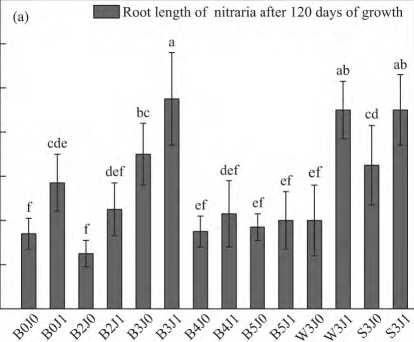 (a)
Root length of nitraria after 120 days of growth
f
cde
f
def
bc
a
ef
def
ef
ef
ef
ab
cd
ab
B0J0
B0J1
B2J0
B2J1
B3J0
B3J1
B4J0
B4J1
B5J0
B5J1
W3J0
W3J1
S3J0
S3J1